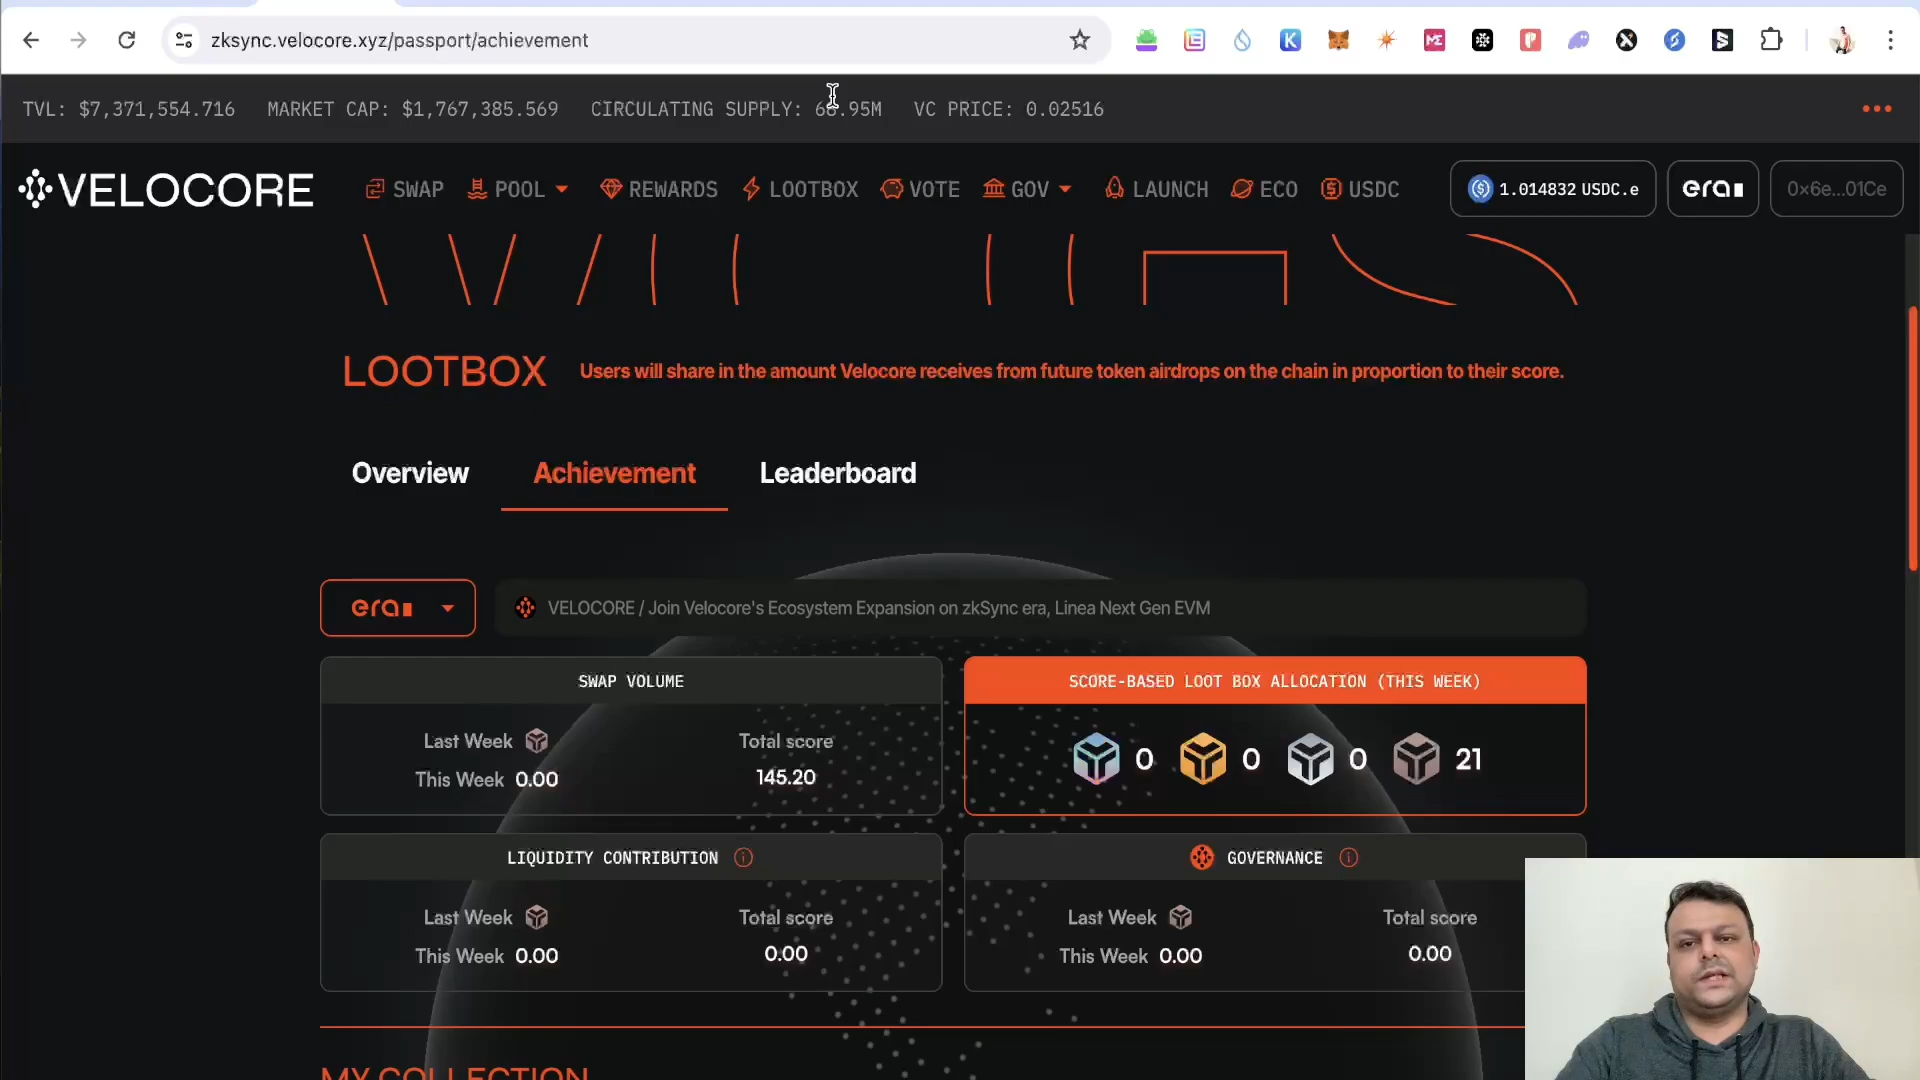 zksync.velocore.xyz/passport/achievement
TVL: $7,371,554.716 MARKET CAP: $1,767,385.569 CIRCULATING SUPPLY: .95M VC PRICE: 0.02516
VELOCORE SWAP POOL REWARDS LOOTBOX VOTE GOV LAUNCH ECO USDC 1.014832 USDC.e era 0x6e...01Ce
LOOTBOX Users will share in the amount Velocore receives from future token airdrops on the chain in proportion to their score.
Overview Achievement Leaderboard
era VELOCORE / Join Velocore's Ecosystem Expansion on zkSync era, Linea Next Gen EVM
SWAP VOLUME
Last Week Total score
This Week 0.00 145.20
SCORE-BASED LOOT BOX ALLOCATION (THIS WEEK)
0 0 0 21
LIQUIDITY CONTRIBUTION
Last Week Total score
This Week 0.00 0.00
GOVERNANCE
Last Week Total score
This Week 0.00 0.00
MY COLLECTION